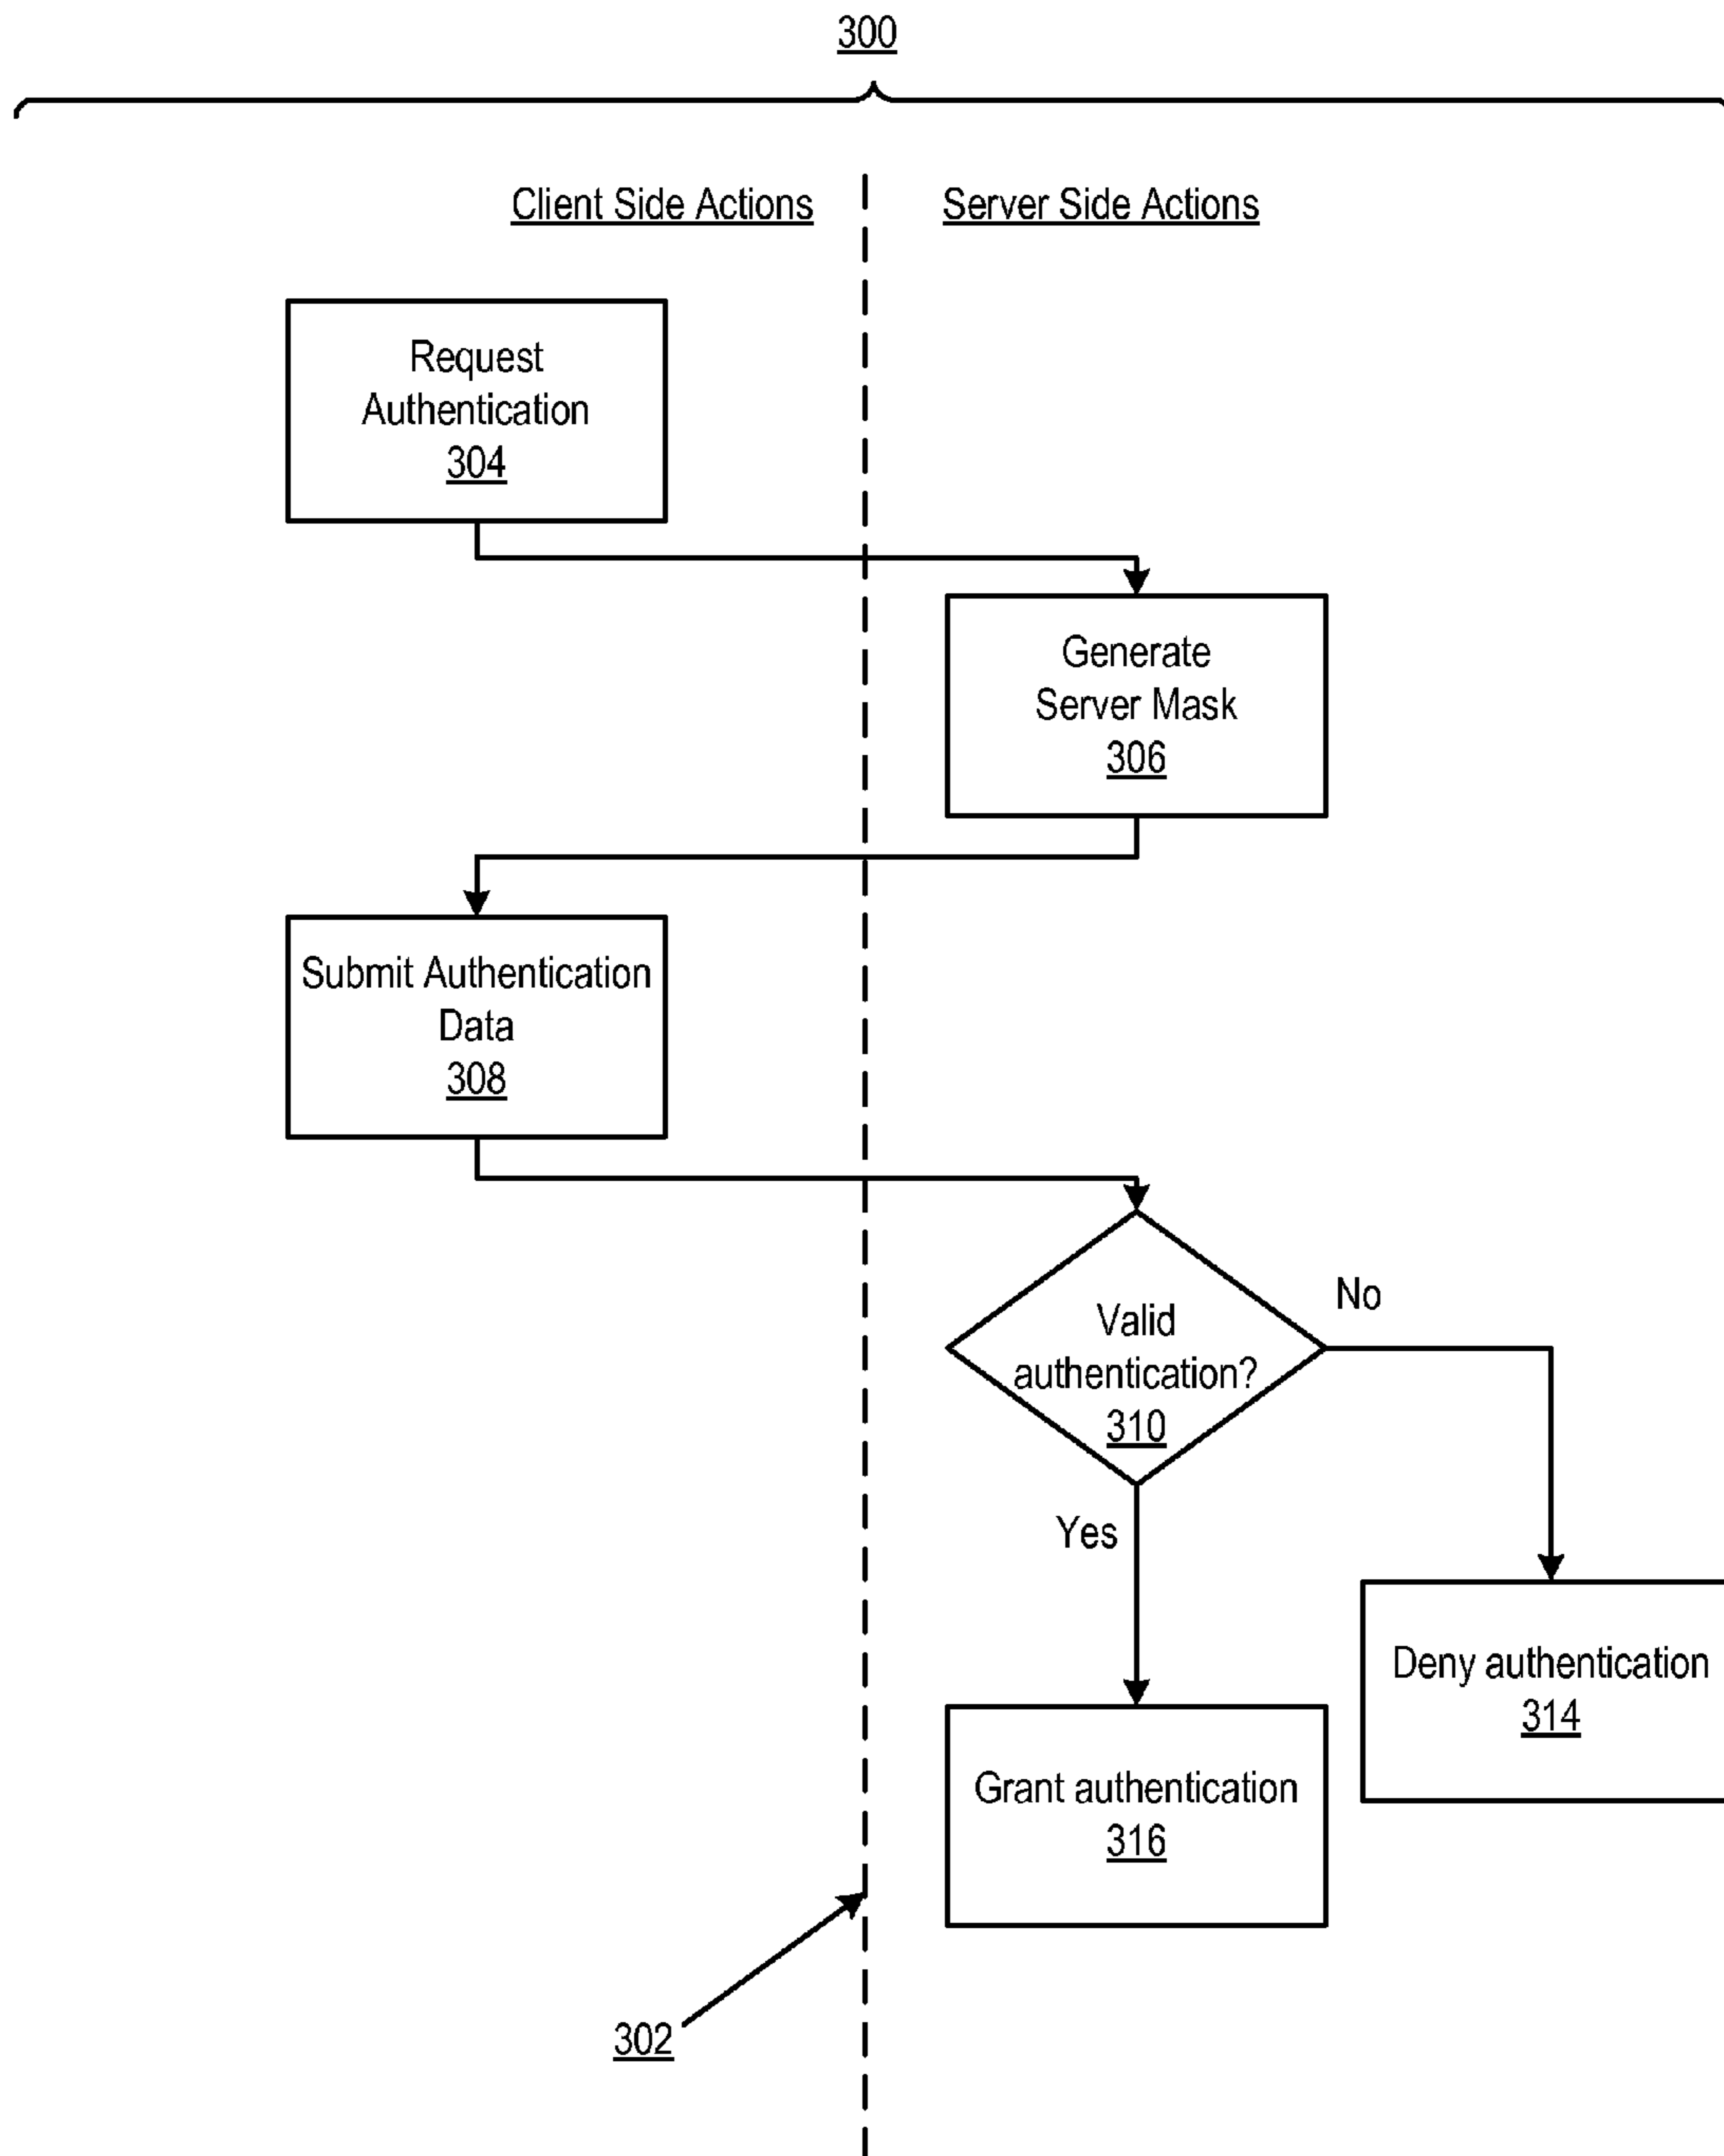 300
Client Side Actions
Server Side Actions
Request
Authentication
304
Generate
Server Mask
306
Submit Authentication
Data
308
Valid
authentication?
310
No
Yes
Deny authentication
314
Grant authentication
316
302